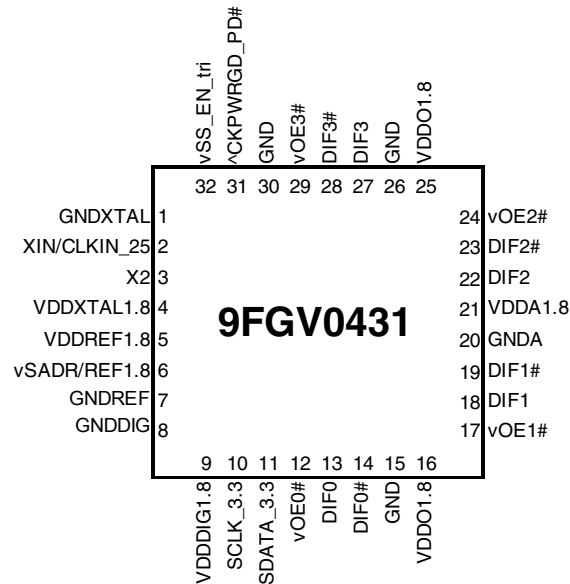 vSS_EN_tri
^CKPWRGD_PD#
GND
vOE3#
DIF3#
DIF3
GND
VDDO1.8
32 31 30 29 28 27 26 25
GNDXTAL 1
XIN/CLKIN_25 2
X2 3
VDDXTAL1.8 4
VDDREF1.8 5
vSADR/REF1.8 6
GNDREF 7
GNDDIG 8
9FGV0431
24 vOE2#
23 DIF2#
22 DIF2
21 VDDA1.8
20 GNDA
19 DIF1#
18 DIF1
17 vOE1#
9 10 11 12 13 14 15 16
VDDDIG1.8
SCLK_3.3
SDATA_3.3
vOE0#
DIF0
DIF0#
GND
VDDO1.8